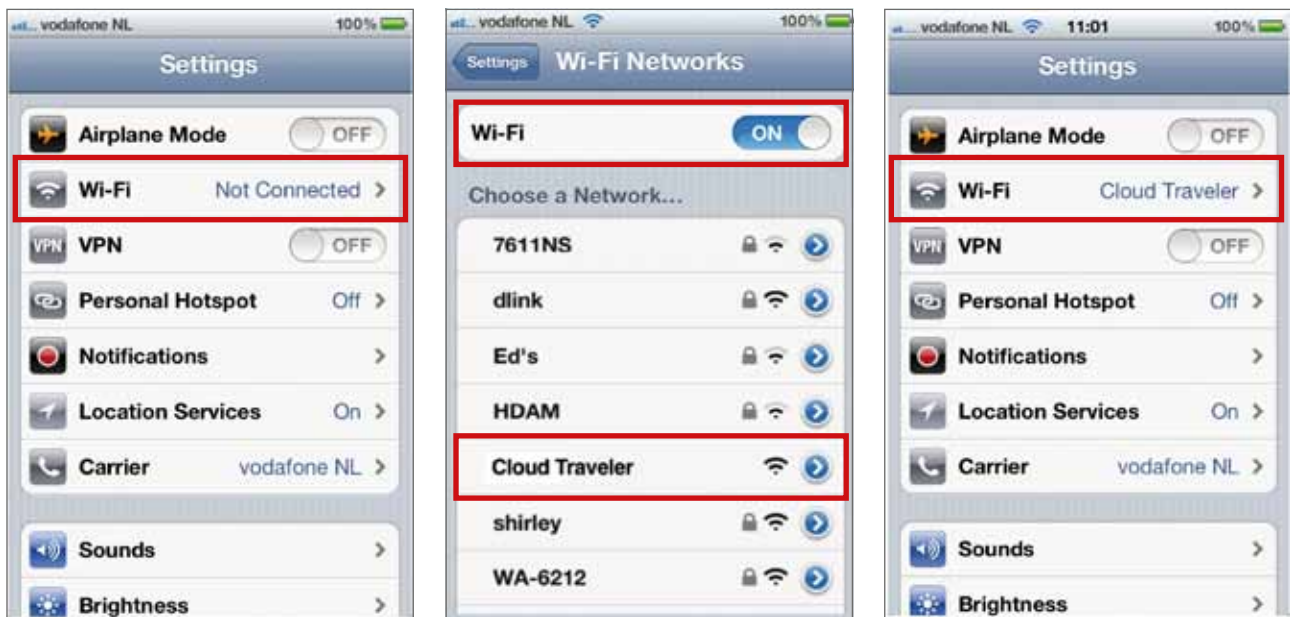 vodafone NL 100%
Settings
Airplane Mode OFF
Wi-Fi Not Connected
VPN VPN OFF
Personal Hotspot Off
Notifications
Location Services On
Carrier vodafone NL
Sounds
Brightness
vodafone NL 100%
Settings Wi-Fi Networks
Wi-Fi ON
Choose a Network...
7611NS
dlink
Ed's
HDAM
Cloud Traveler
shirley
WA-6212
vodafone NL 11:01 100%
Settings
Airplane Mode OFF
Wi-Fi Cloud Traveler
VPN VPN OFF
Personal Hotspot Off
Notifications
Location Services On
Carrier vodafone NL
Sounds
Brightness